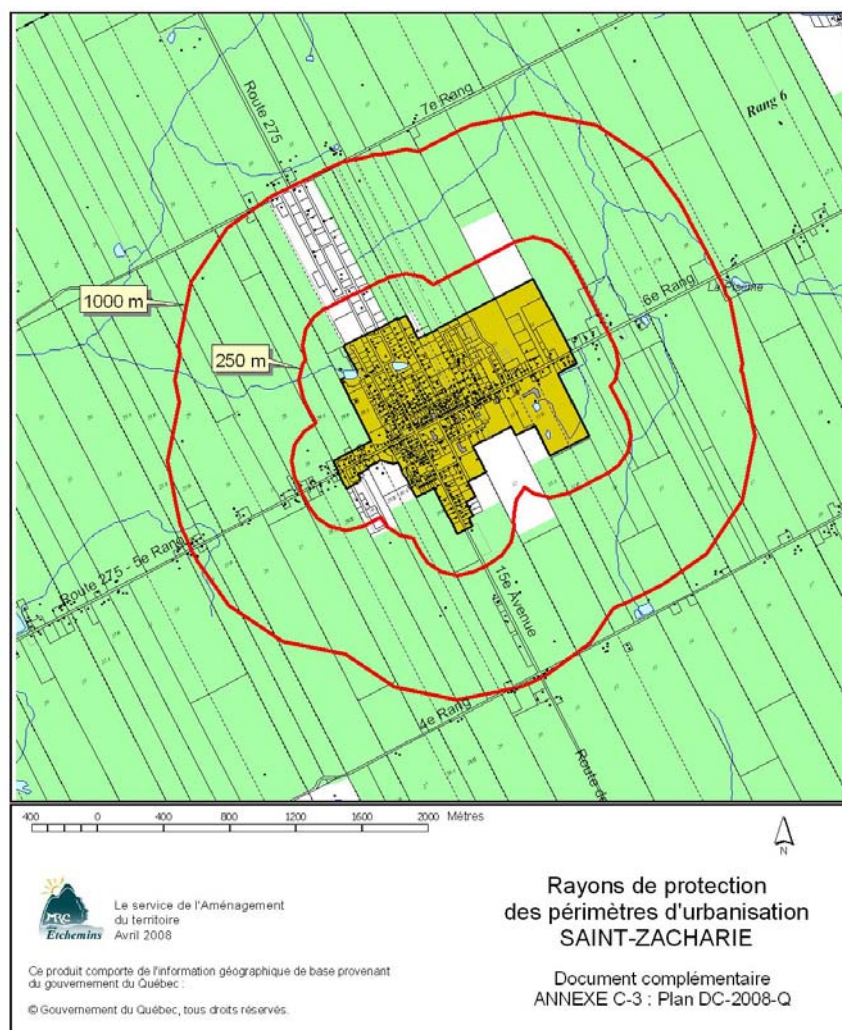 Route 275
7e Rang
Rang 6
1000 m
6e Rang
250 m
Route 275 - 5e Rang
15e Avenue
4e Rang
Route de
400 0 400 800 1200 1600 2000 Mètres
N
MRC
des
Etchemins
Le service de l'Aménagement
du territoire
Avril 2008
Rayons de protection
des périmètres d'urbanisation
SAINT-ZACHARIE
Ce produit comporte de l'information géographique de base provenant
du gouvernement du Québec :
© Gouvernement du Québec, tous droits réservés.
Document complémentaire
ANNEXE C-3 : Plan DC-2008-Q